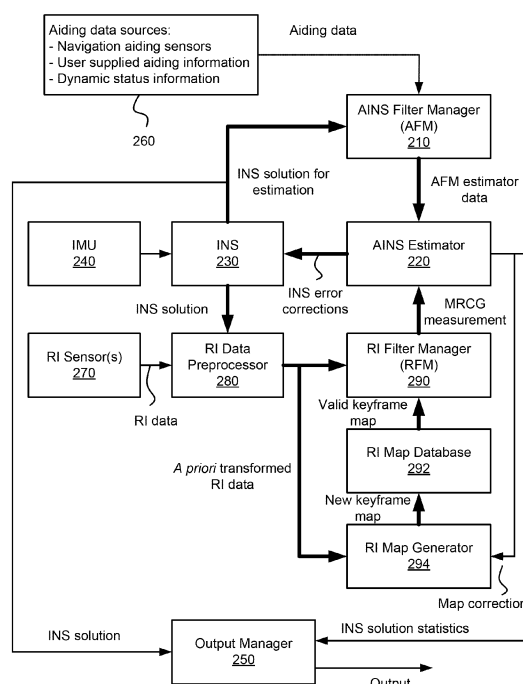 Aiding data sources:
- Navigation aiding sensors
- User supplied aiding information
- Dynamic status information
260
Aiding data
AINS Filter Manager
(AFM)
210
INS solution for
estimation
AFM estimator
data
IMU
240
INS
230
AINS Estimator
220
INS error
corrections
INS solution
MRCG
measurement
RI Sensor(s)
270
RI data
RI Data
Preprocessor
280
RI Filter Manager
(RFM)
290
Valid keyframe
map
A priori transformed
RI data
RI Map Database
292
New keyframe
map
RI Map Generator
294
Map correction
INS solution
Output Manager
250
INS solution statistics
Output